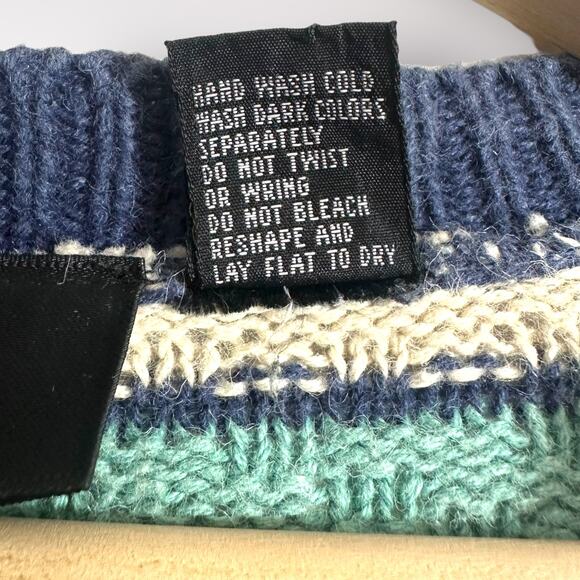 HAND WASH COLD
WASH DARK COLORS
SEPARATELY
DO NOT TWIST
OR WRING
DO NOT BLEACH
RESHAPE AND
LAY FLAT TO DRY